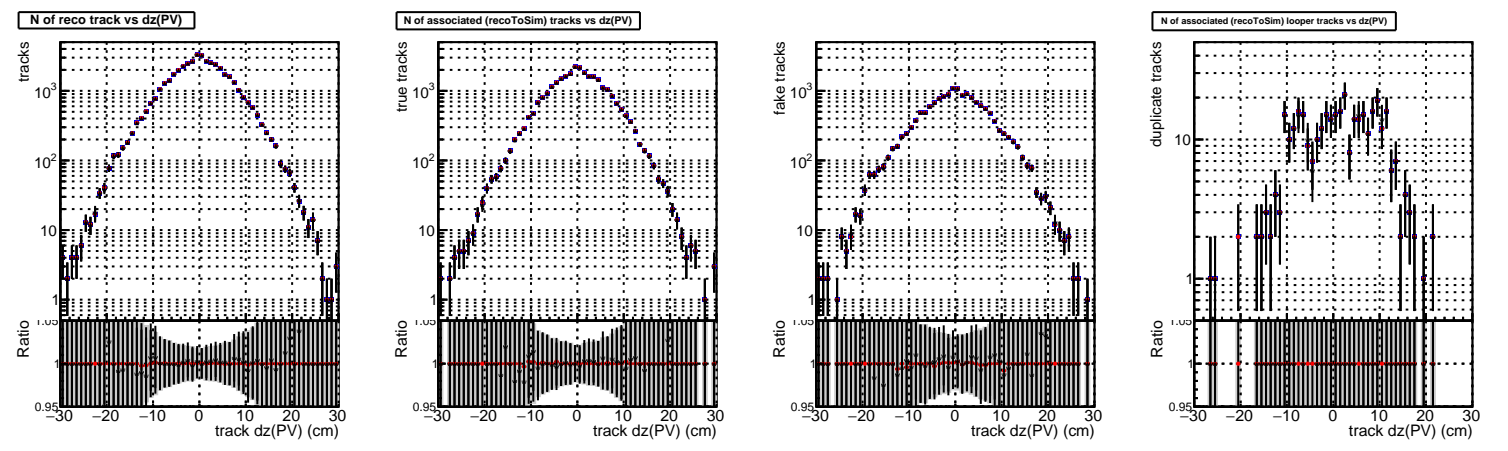 N of reco track vs dz(PV)
tracks
10³
10²
10
1
Ratio
1.05
1
0.95
−30 −20 −10 0 10 20 30
track dz(PV) (cm)
N of associated (recoToSim) tracks vs dz(PV)
true tracks
10³
10²
10
1
Ratio
1.05
1
0.95
−30 −20 −10 0 10 20 30
track dz(PV) (cm)
fake tracks
10³
10²
10
1
Ratio
1.05
1
0.95
−30 −20 −10 0 10 20 30
track dz(PV) (cm)
N of associated (recoToSim) looper tracks vs dz(PV)
duplicate tracks
10
1
Ratio
1.05
1
0.95
−30 −20 −10 0 10 20 30
track dz(PV) (cm)